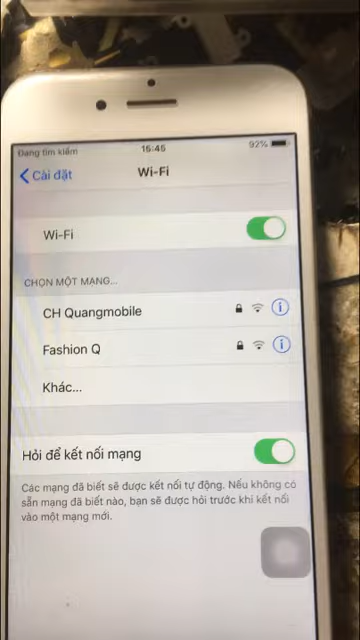 Đang tìm kiếm 15:45 92%
Cài đặt Wi-Fi
Wi-Fi
CHỌN MỘT MẠNG...
CH Quangmobile
Fashion Q
Khác...
Hỏi để kết nối mạng
Các mạng đã biết sẽ được kết nối tự động. Nếu không có
sẵn mạng đã biết nào, bạn sẽ được hỏi trước khi kết nối
vào một mạng mới.